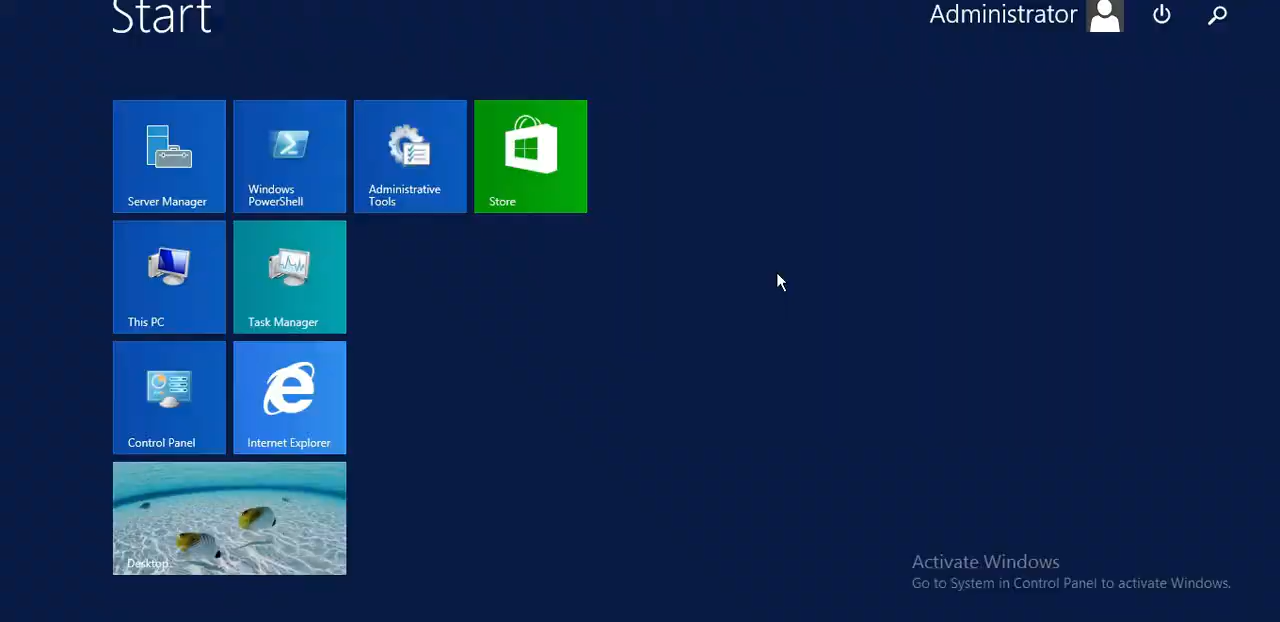 Start
Administrator
Server Manager
Windows
PowerShell
Administrative
Tools
Store
This PC
Task Manager
Control Panel
Internet Explorer
Desktop
Activate Windows
Go to System in Control Panel to activate Windows.